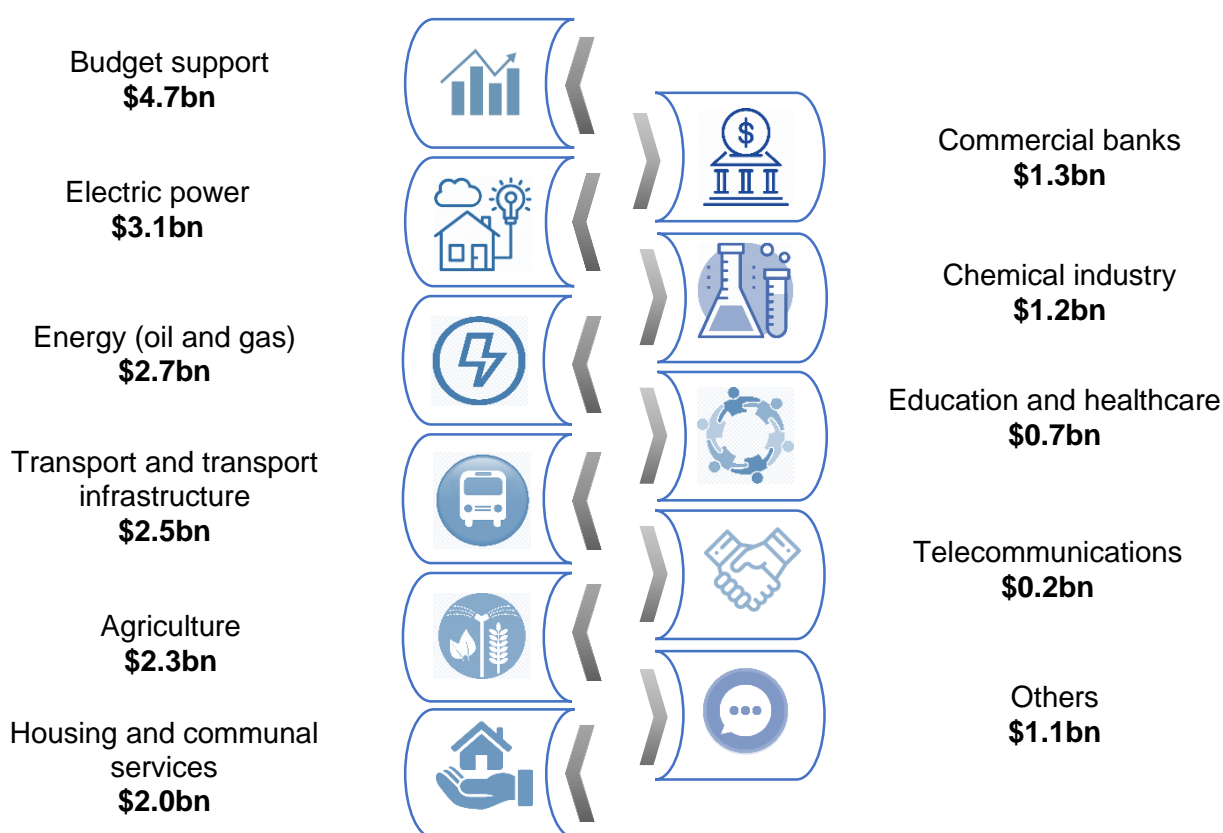 Budget support
$4.7bn
Electric power
$3.1bn
Energy (oil and gas)
$2.7bn
Transport and transport
infrastructure
$2.5bn
Agriculture
$2.3bn
Housing and communal
services
$2.0bn
$
Commercial banks
$1.3bn
Chemical industry
$1.2bn
Education and healthcare
$0.7bn
Telecommunications
$0.2bn
Others
$1.1bn